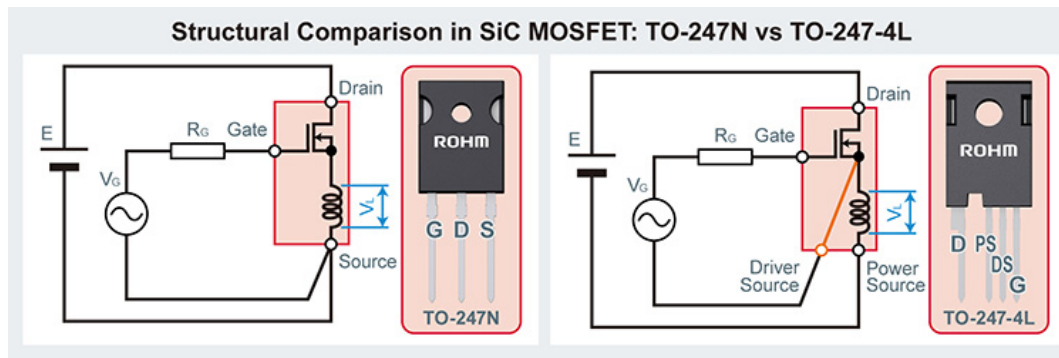 Structural Comparison in SiC MOSFET: TO-247N vs TO-247-4L
Drain
E
RG
Gate
VG
VL
Source
ROHM
G D S
TO-247N
Drain
E
RG
Gate
VG
VL
Driver
Source
Power
Source
ROHM
D PS
DS
G
TO-247-4L